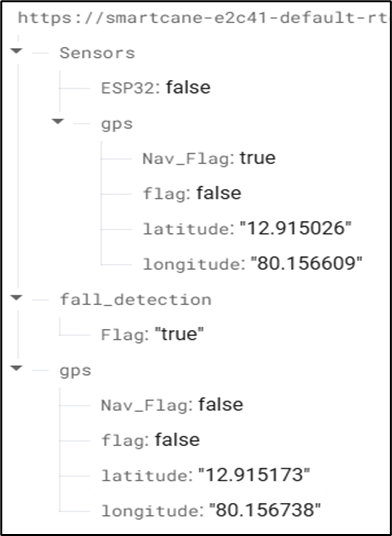 https://smartcane-e2c41-default-rt
Sensors
ESP32: false
gps
Nav_Flag: true
flag: false
latitude: "12.915026"
longitude: "80.156609"
fall_detection
Flag: "true"
gps
Nav_Flag: false
flag: false
latitude: "12.915173"
longitude: "80.156738"